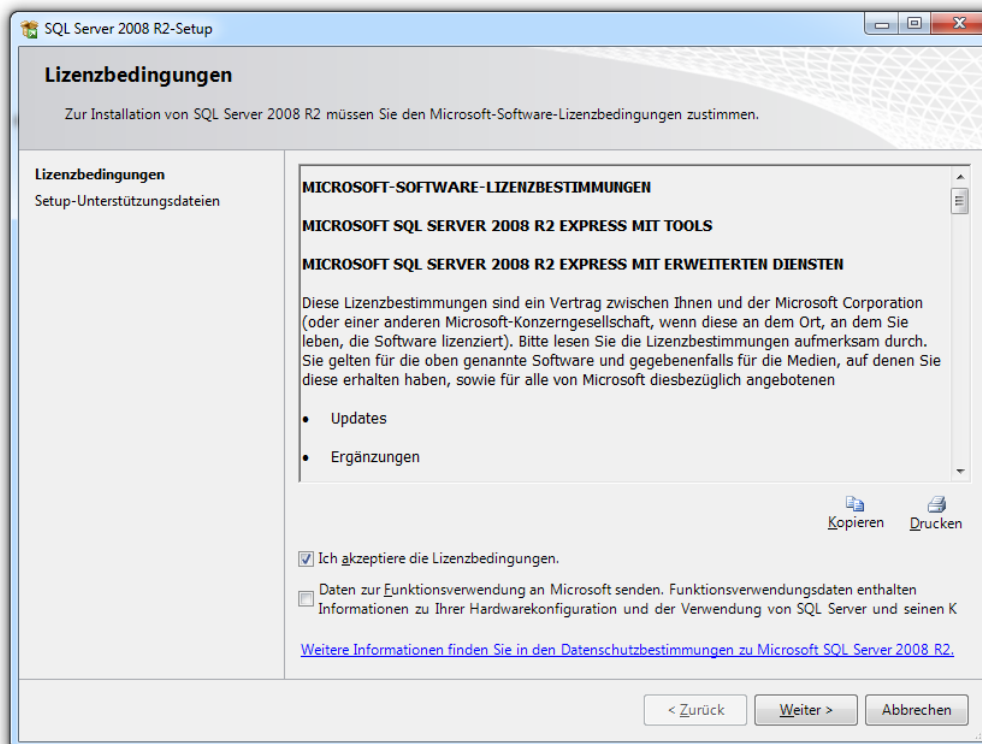 SQL Server 2008 R2-Setup
Lizenzbedingungen
Zur Installation von SQL Server 2008 R2 müssen Sie den Microsoft-Software-Lizenzbedingungen zustimmen.
Lizenzbedingungen
Setup-Unterstützungsdateien
MICROSOFT-SOFTWARE-LIZENZBESTIMMUNGEN
MICROSOFT SQL SERVER 2008 R2 EXPRESS MIT TOOLS
MICROSOFT SQL SERVER 2008 R2 EXPRESS MIT ERWEITERTEN DIENSTEN
Diese Lizenzbestimmungen sind ein Vertrag zwischen Ihnen und der Microsoft Corporation
(oder einer anderen Microsoft-Konzerngesellschaft, wenn diese an dem Ort, an dem Sie
leben, die Software lizenziert). Bitte lesen Sie die Lizenzbestimmungen aufmerksam durch.
Sie gelten für die oben genannte Software und gegebenenfalls für die Medien, auf denen Sie
diese erhalten haben, sowie für alle von Microsoft diesbezüglich angebotenen
• Updates
• Ergänzungen
Kopieren Drucken
Ich akzeptiere die Lizenzbedingungen.
Daten zur Funktionsverwendung an Microsoft senden. Funktionsverwendungsdaten enthalten
Informationen zu Ihrer Hardwarekonfiguration und der Verwendung von SQL Server und seinen K
Weitere Informationen finden Sie in den Datenschutzbestimmungen zu Microsoft SQL Server 2008 R2.
< Zurück Weiter > Abbrechen